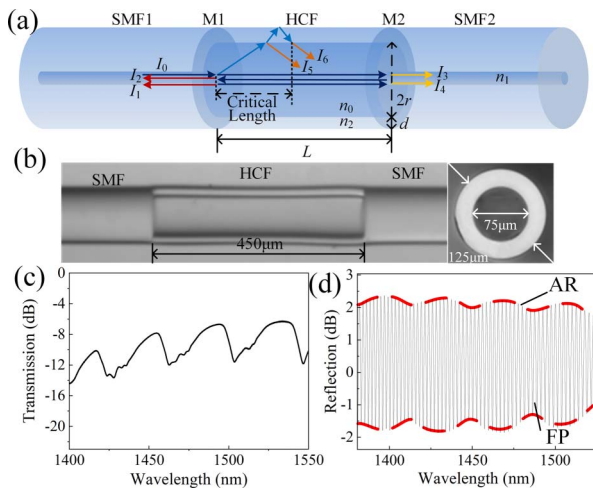 (a)
SMF1 M1 HCF M2 SMF2
I0
I2
I1
I5
I6
I3
I4
n1
Critical
Length
n0
n2
2r
d
L
(b)
SMF HCF SMF
450μm
75μm
125μm
(c)
0
-4
-8
-12
-16
-20
Transmission (dB)
1400 1450 1500 1550
Wavelength (nm)
(d)
AR
3
2
1
0
-1
-2
Reflection (dB)
FP
1400 1450 1500
Wavelength (nm)